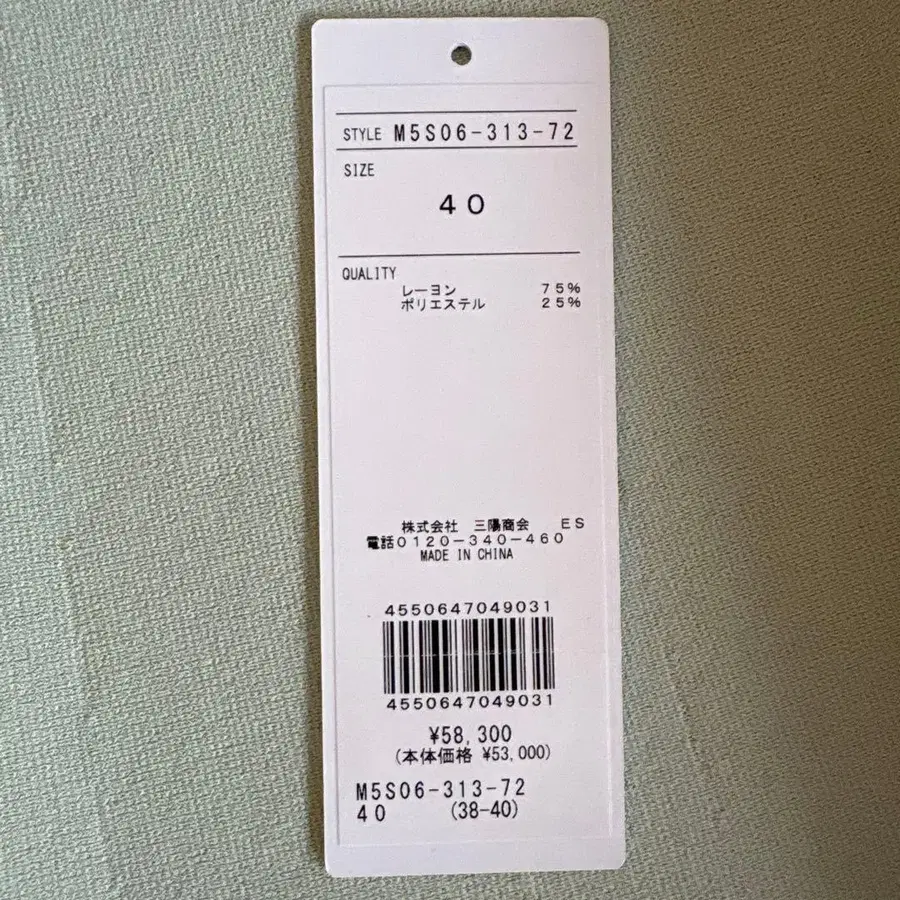 STYLE M5S06-313-72
SIZE
40
QUALITY
レーヨン 75%
ポリエステル 25%
株式会社 三陽商会 ES
電話0120-340-460
MADE IN CHINA
4550647049031
4550647049031
¥58,300
(本体価格 ¥53,000)
M5S06-313-72
40 (38-40)